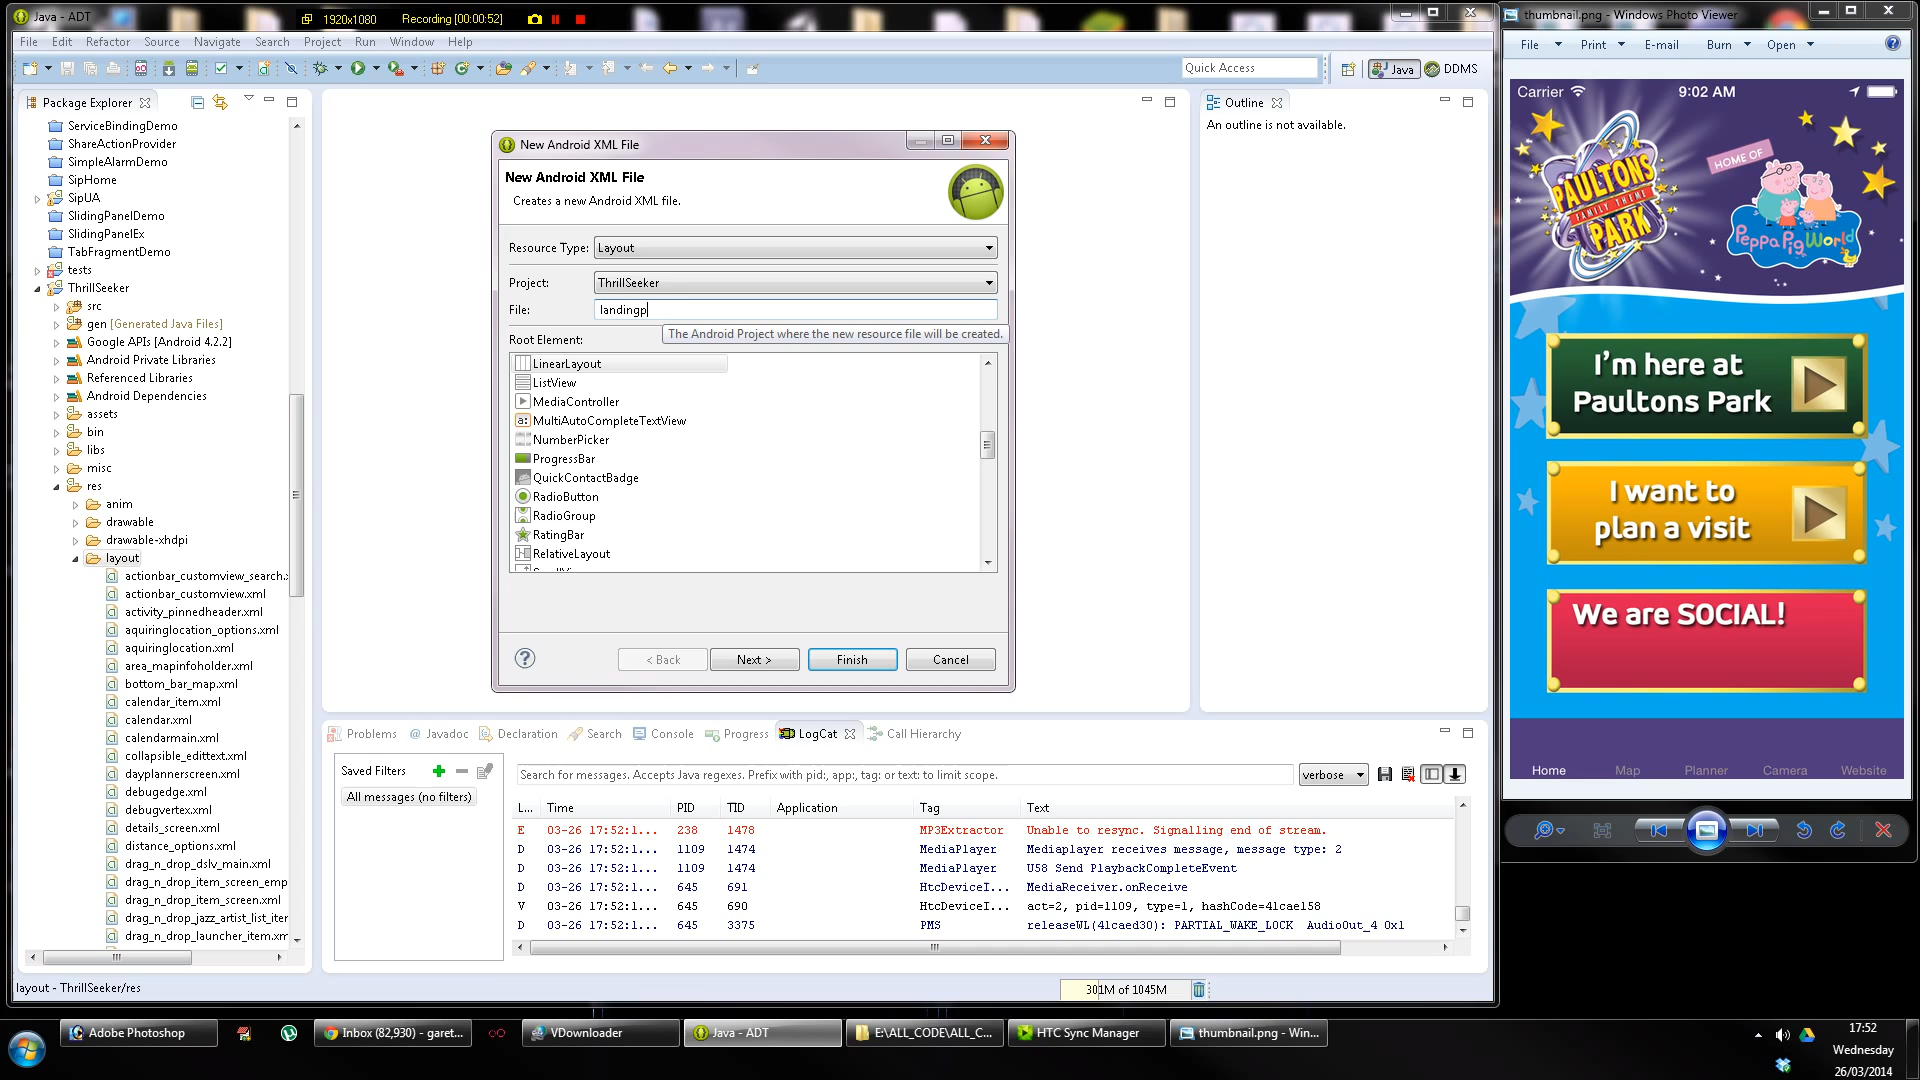 Java - ADT
1920x1080
Recording [00:00:52]
File Edit Refactor Source Navigate Search Project Run Window Help
Quick Access
Java
DDMS
Package Explorer
ServiceBindingDemo
ShareActionProvider
SimpleAlarmDemo
SipHome
SipUA
SlidingPanelDemo
SlidingPanelEx
TabFragmentDemo
tests
ThrillSeeker
src
gen [Generated Java Files]
Google APIs [Android 4.2.2]
Android Private Libraries
Referenced Libraries
Android Dependencies
assets
bin
libs
misc
res
anim
drawable
drawable-xhdpi
layout
actionbar_customview_search.
actionbar_customview.xml
activity_pinnedheader.xml
aquiringlocation_options.xml
aquiringlocation.xml
area_mapinfoholder.xml
bottom_bar_map.xml
calendar_item.xml
calendar.xml
calendarmain.xml
collapsible_edittext.xml
dayplannerscreen.xml
debugedge.xml
debugvertex.xml
details_screen.xml
distance_options.xml
drag_n_drop_dslv_main.xml
drag_n_drop_item_screen_emp
drag_n_drop_item_screen.xml
drag_n_drop_jazz_artist_list_iter
drag_n_drop_launcher_item.xm
layout - ThrillSeeker/res
New Android XML File
New Android XML File
Creates a new Android XML file.
Resource Type: Layout
Project: ThrillSeeker
File: landingp
The Android Project where the new resource file will be created.
Root Element:
LinearLayout
ListView
MediaController
MultiAutoCompleteTextView
NumberPicker
ProgressBar
QuickContactBadge
RadioButton
RadioGroup
RatingBar
RelativeLayout
< Back
Next >
Finish
Cancel
Outline
An outline is not available.
Problems @ Javadoc Declaration Search Console Progress LogCat Call Hierarchy
Saved Filters
All messages (no filters)
Search for messages. Accepts Java regexes. Prefix with pid:, app:, tag: or text: to limit scope.
verbose
L... Time PID TID Application Tag Text
E 03-26 17:52:1... 238 1478 MP3Extractor Unable to resync. Signalling end of stream.
D 03-26 17:52:1... 1109 1474 MediaPlayer Mediaplayer receives message, message type: 2
D 03-26 17:52:1... 1109 1474 MediaPlayer U58 Send PlaybackCompleteEvent
D 03-26 17:52:1... 645 691 HtcDeviceI... MediaReceiver.onReceive
V 03-26 17:52:1... 645 690 HtcDeviceI... act=2, pid=1109, type=1, hashCode=41cae158
D 03-26 17:52:1... 645 3375 PMS releaseWL(41caed30): PARTIAL_WAKE_LOCK AudioOut_4 0x1
301M of 1045M
thumbnail.png - Windows Photo Viewer
File Print E-mail Burn Open
Carrier 9:02 AM
PAULTONS
FAMILY THEME
PARK
HOME OF
Peppa Pig World
I'm here at
Paultons Park
I want to
plan a visit
We are SOCIAL!
Home Map Planner Camera Website
Adobe Photoshop
Inbox (82,930) - garet...
VDownloader
Java - ADT
E:\ALL_CODE\ALL_C...
HTC Sync Manager
thumbnail.png - Win...
17:52
Wednesday
26/03/2014